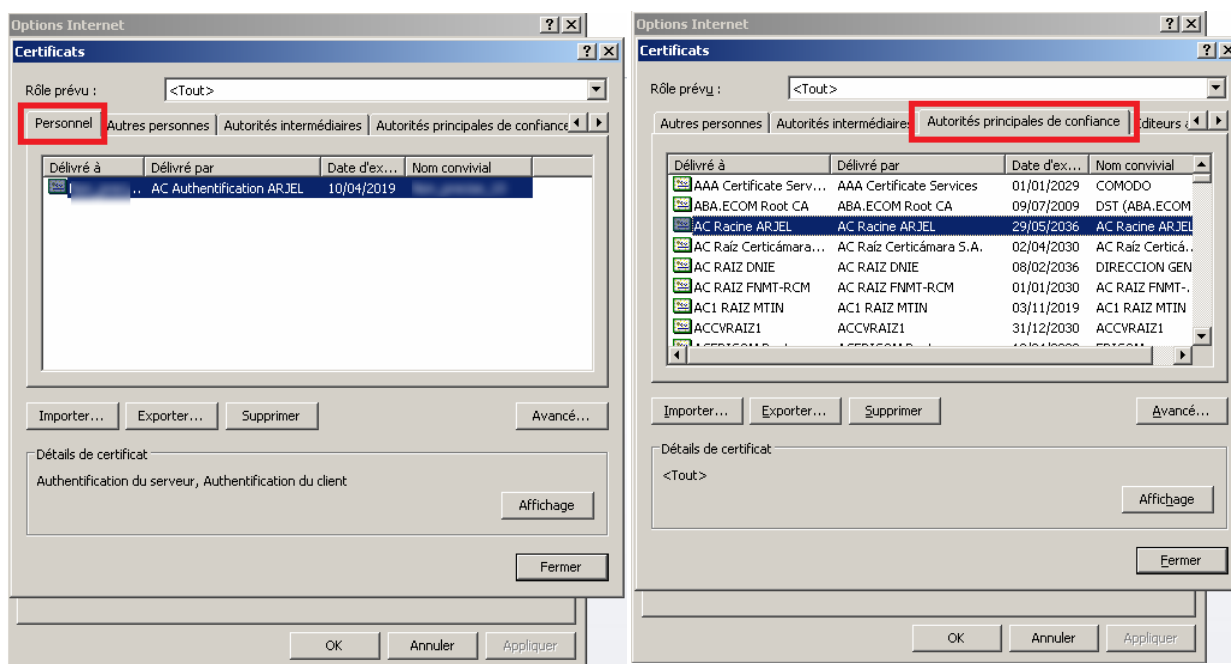 Options Internet
Certificats
Rôle prévu :
<Tout>
Personnel
Autres personnes
Autorités intermédiaires
Autorités principales de confiance
Délivré à
Délivré par
Date d'ex...
Nom convivial
.. AC Authentification ARJEL 10/04/2019
Importer...
Exporter...
Supprimer
Avancé...
Détails de certificat
Authentification du serveur, Authentification du client
Affichage
Fermer
OK
Annuler
Appliquer
Options Internet
Certificats
Rôle prévu :
<Tout>
Autres personnes
Autorités intermédiaires
Autorités principales de confiance
Délivré à
Délivré par
Date d'ex...
Nom convivial
AAA Certificate Serv... AAA Certificate Services 01/01/2029 COMODO
ABA.ECOM Root CA ABA.ECOM Root CA 09/07/2009 DST (ABA.ECOM
AC Racine ARJEL AC Racine ARJEL 29/05/2036 AC Racine ARJEL
AC Raíz Certicámara... AC Raíz Certicámara S.A. 02/04/2030 AC Raíz Certicá..
AC RAIZ DNIE AC RAIZ DNIE 08/02/2036 DIRECCION GEN
AC RAIZ FNMT-RCM AC RAIZ FNMT-RCM 01/01/2030 AC RAIZ FNMT-.
AC1 RAIZ MTIN AC1 RAIZ MTIN 03/11/2019 AC1 RAIZ MTIN
ACCVRAIZ1 ACCVRAIZ1 31/12/2030 ACCVRAIZ1
Importer...
Exporter...
Supprimer
Avancé...
Détails de certificat
<Tout>
Affichage
Fermer
OK
Annuler
Appliquer